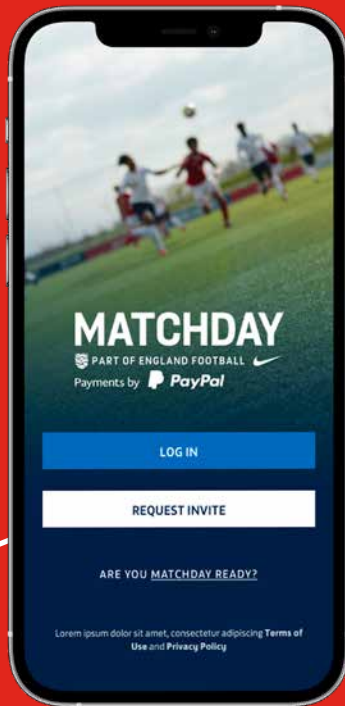 MATCHDAY
PART OF ENGLAND FOOTBALL
Payments by PayPal
LOG IN
REQUEST INVITE
ARE YOU MATCHDAY READY?
Lorem ipsum dolor sit amet, consectetur adipiscing Terms of
Use and Privacy Policy